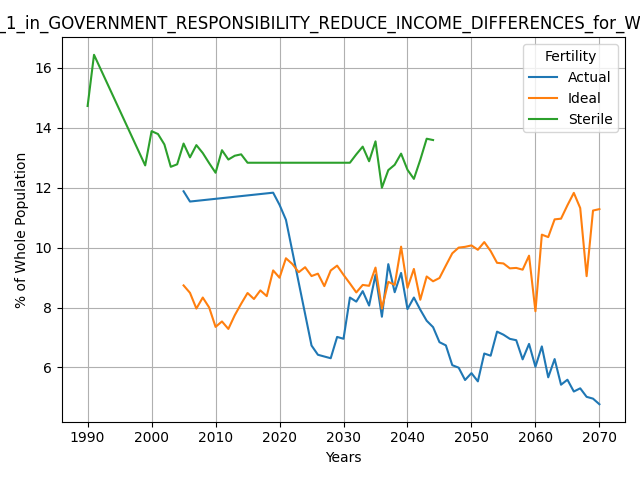 _1_in_GOVERNMENT_RESPONSIBILITY_REDUCE_INCOME_DIFFERENCES_for_W
Fertility
Actual
Ideal
Sterile
% of Whole Population
16
14
12
10
8
6
1990 2000 2010 2020 2030 2040 2050 2060 2070
Years